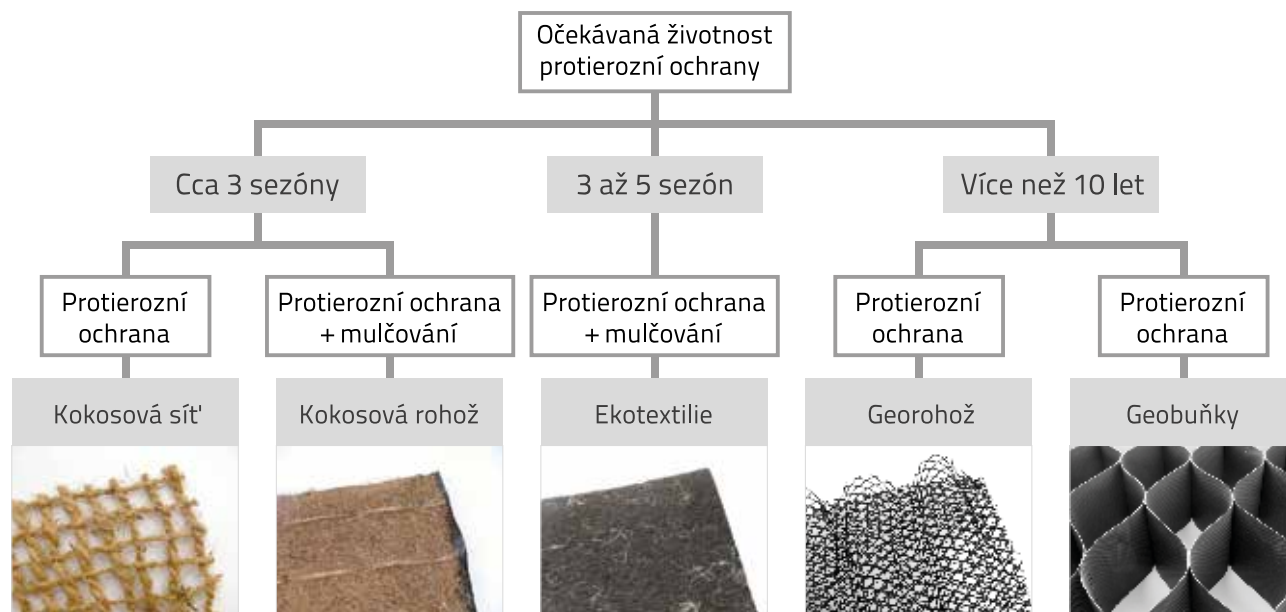 Očekávaná životnost
protierozní ochrany
Cca 3 sezóny
3 až 5 sezón
Více než 10 let
Protierozní
ochrana
Protierozní ochrana
+ mulčování
Protierozní ochrana
+ mulčování
Protierozní
ochrana
Protierozní
ochrana
Kokosová síť
Kokosová rohož
Ekotextilie
Georohož
Geobuňky